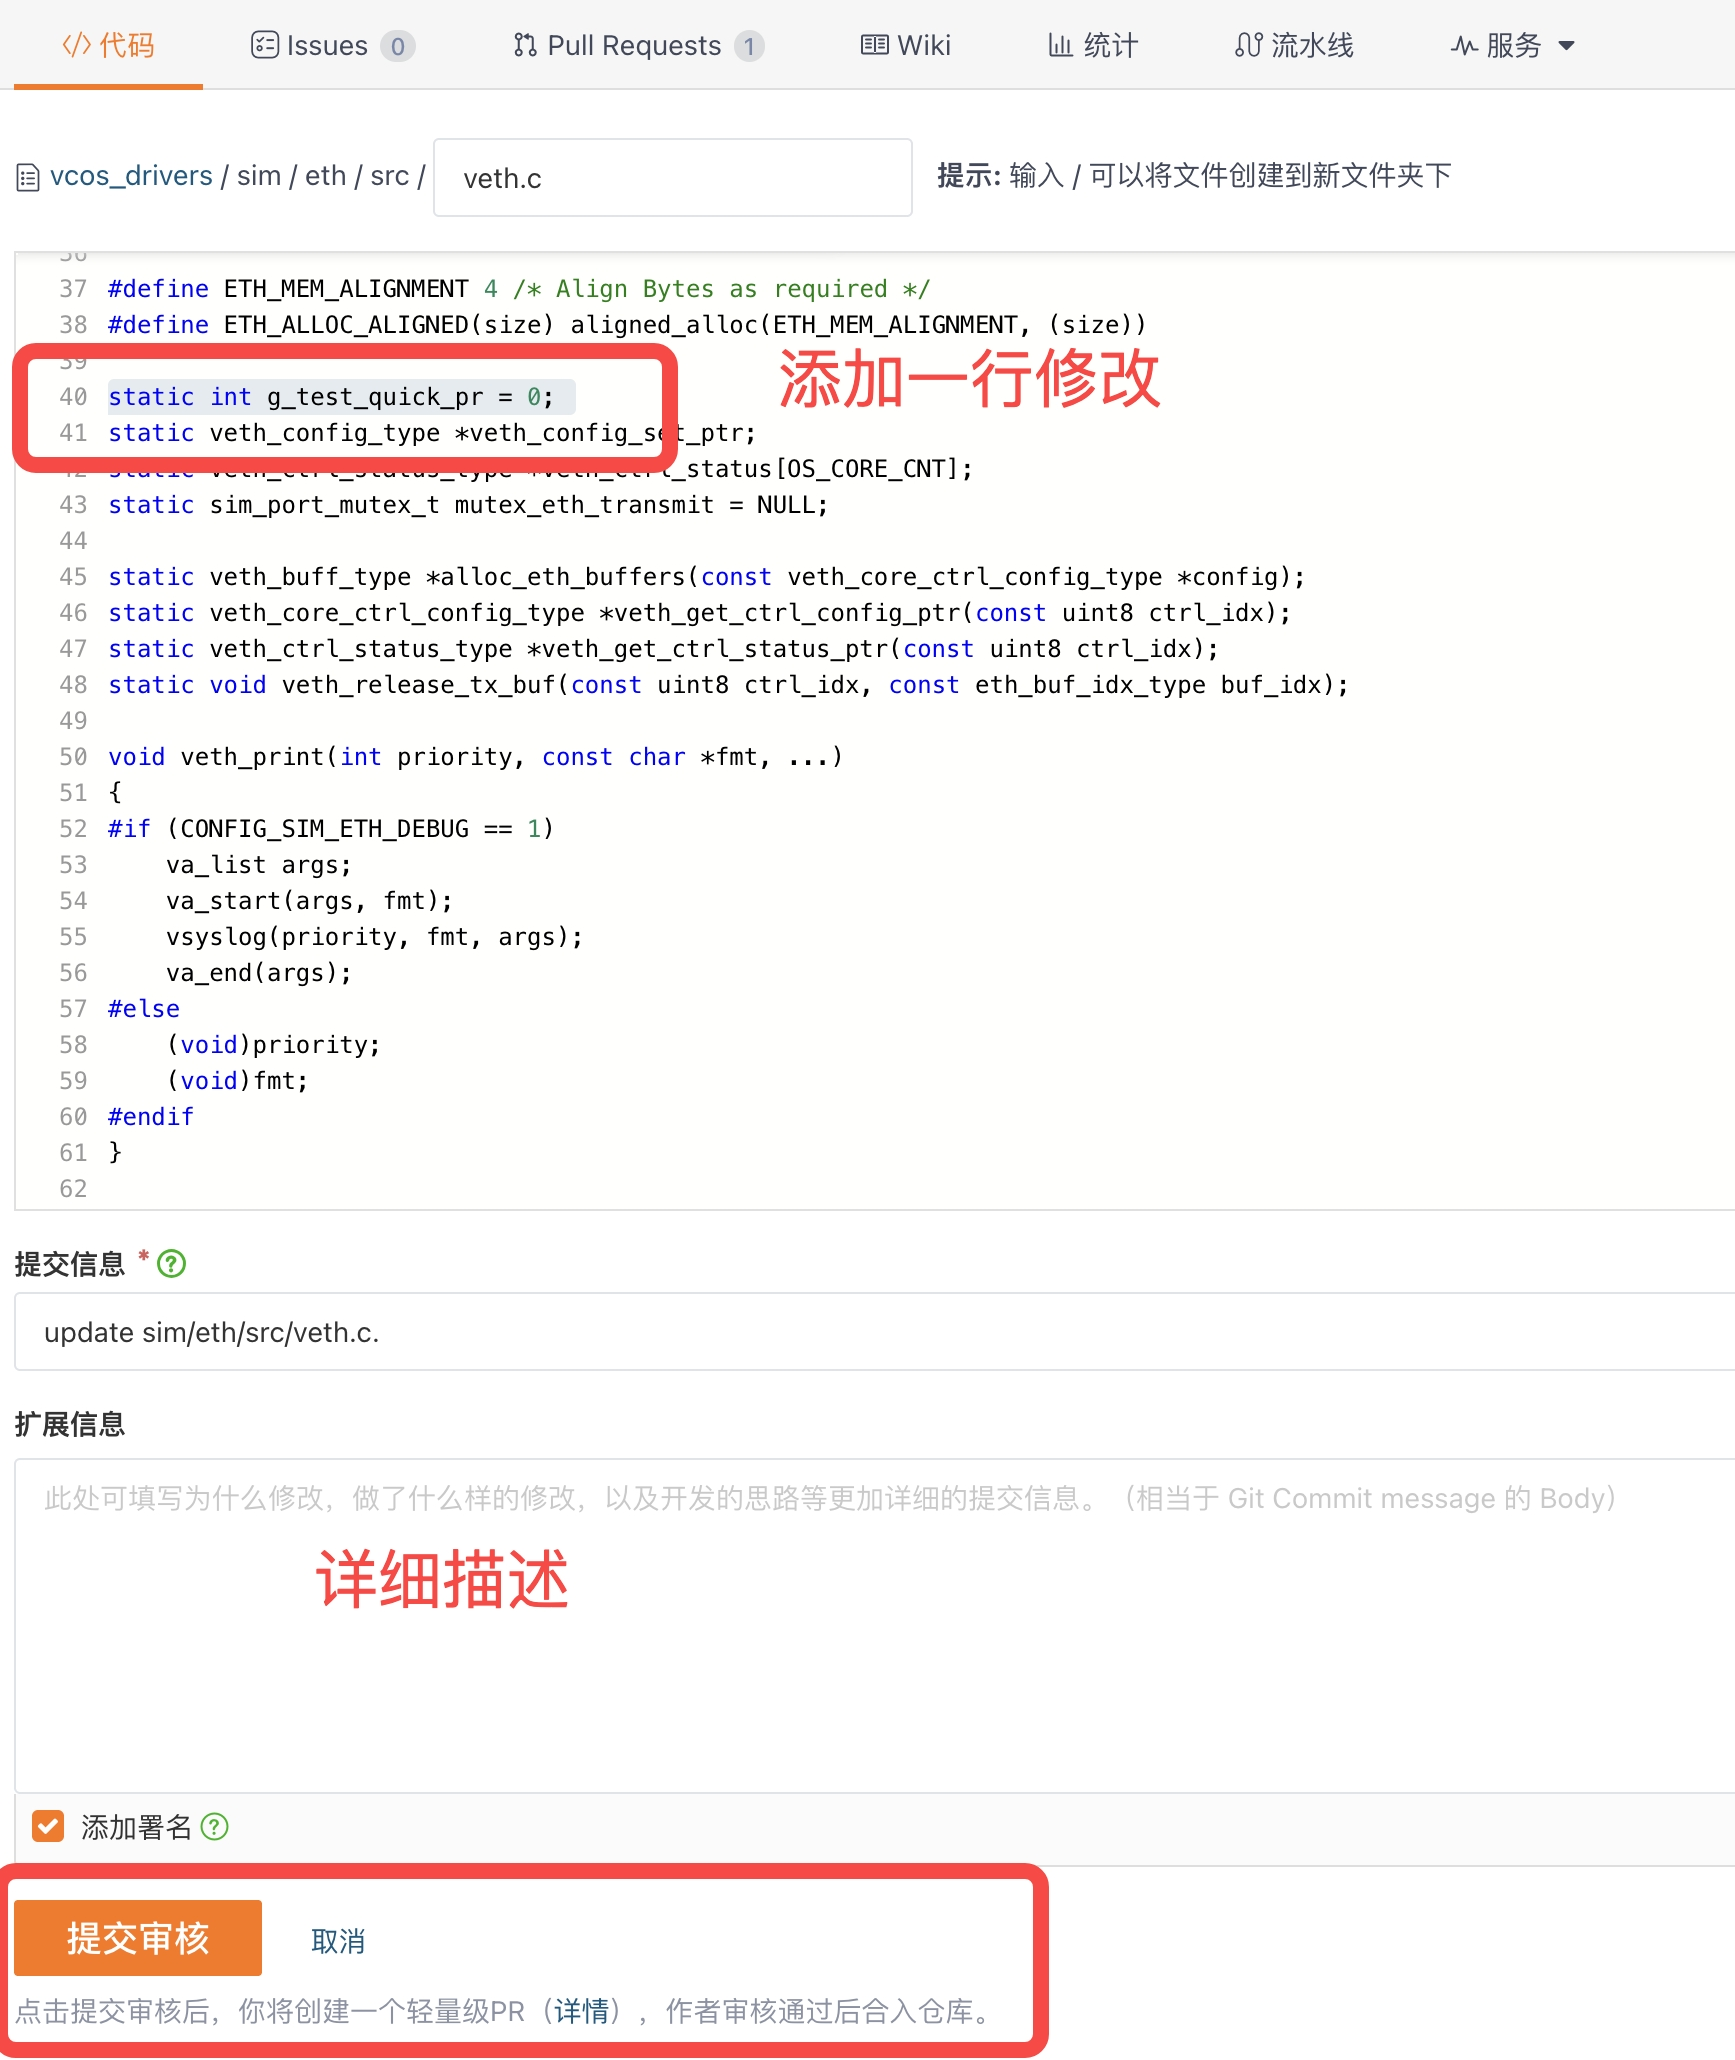 </> 代码 Issues 0 Pull Requests 1 Wiki 统计 流水线 服务
vcos_drivers / sim / eth / src / veth.c 提示: 输入 / 可以将文件创建到新文件夹下
36
37 #define ETH_MEM_ALIGNMENT 4 /* Align Bytes as required */
38 #define ETH_ALLOC_ALIGNED(size) aligned_alloc(ETH_MEM_ALIGNMENT, (size))
39
添加一行修改
40 static int g_test_quick_pr = 0;
41 static veth_config_type *veth_config_set_ptr;
42 static veth_ctrl_status_type *veth_ctrl_status[OS_CORE_CNT];
43 static sim_port_mutex_t mutex_eth_transmit = NULL;
44
45 static veth_buff_type *alloc_eth_buffers(const veth_core_ctrl_config_type *config);
46 static veth_core_ctrl_config_type *veth_get_ctrl_config_ptr(const uint8 ctrl_idx);
47 static veth_ctrl_status_type *veth_get_ctrl_status_ptr(const uint8 ctrl_idx);
48 static void veth_release_tx_buf(const uint8 ctrl_idx, const eth_buf_idx_type buf_idx);
49
50 void veth_print(int priority, const char *fmt, ...)
51 {
52 #if (CONFIG_SIM_ETH_DEBUG == 1)
53 va_list args;
54 va_start(args, fmt);
55 vsyslog(priority, fmt, args);
56 va_end(args);
57 #else
58 (void)priority;
59 (void)fmt;
60 #endif
61 }
62
提交信息 * ?
update sim/eth/src/veth.c.
扩展信息
此处可填写为什么修改，做了什么样的修改，以及开发的思路等更加详细的提交信息。（相当于 Git Commit message 的 Body）
详细描述
添加署名 ?
提交审核 取消
点击提交审核后，你将创建一个轻量级PR（详情），作者审核通过后合入仓库。